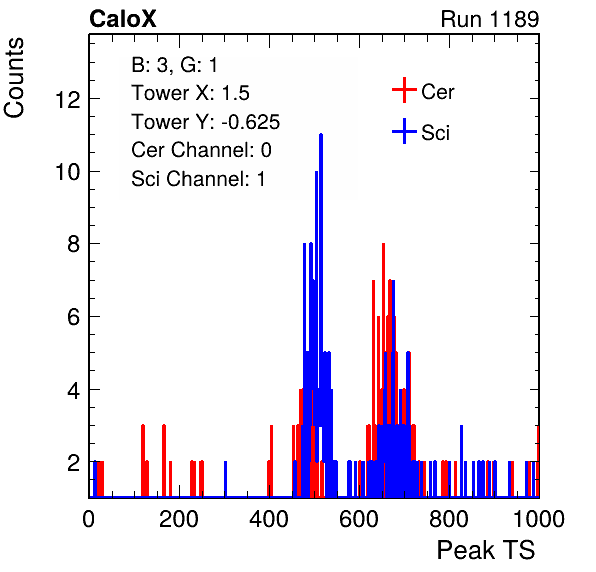 CaloX Run 1189
Counts
B: 3, G: 1
Tower X: 1.5
Tower Y: -0.625
Cer Channel: 0
Sci Channel: 1
Cer
Sci
12
10
8
6
4
2
0 200 400 600 800 1000
Peak TS